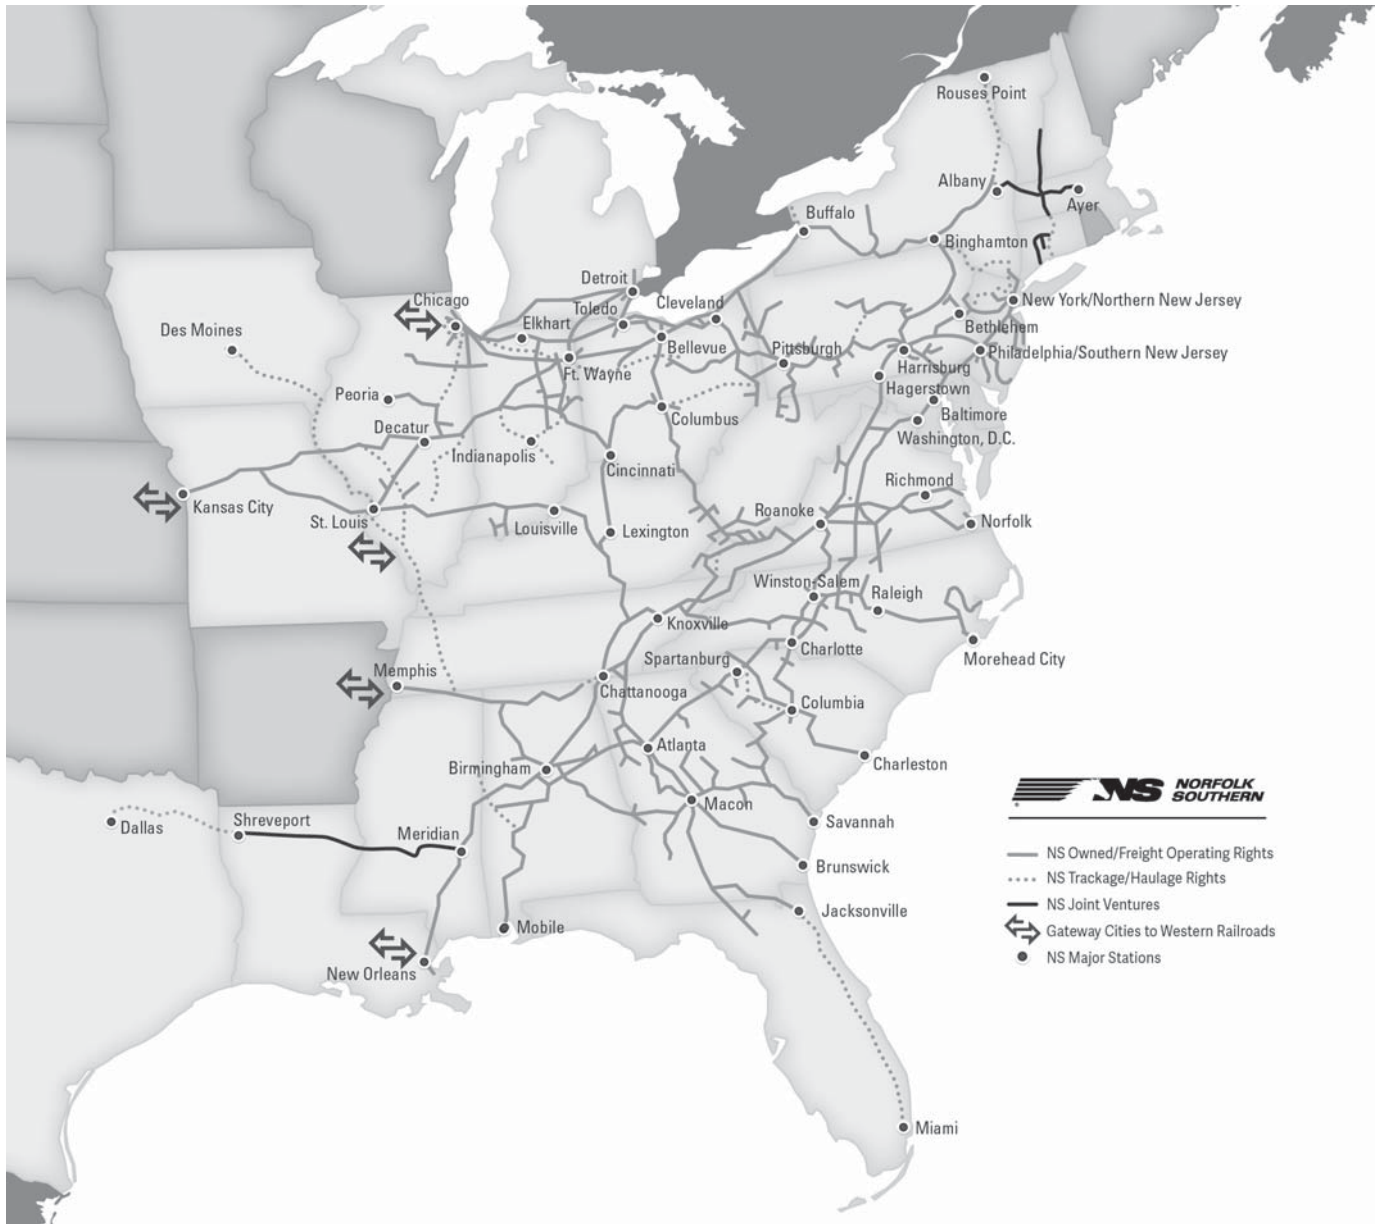 Rouses Point
Albany
Ayer
Buffalo
Binghamton
Detroit
Chicago
Toledo
Cleveland
New York/Northern New Jersey
Elkhart
Des Moines
Bethlehem
Bellevue
Pittsburgh
Philadelphia/Southern New Jersey
Harrisburg
Ft. Wayne
Hagerstown
Peoria
Baltimore
Columbus
Decatur
Washington, D.C.
Indianapolis
Cincinnati
Richmond
Kansas City
Roanoke
St. Louis
Louisville
Lexington
Norfolk
Winston-Salem
Raleigh
Knoxville
Charlotte
Spartanburg
Morehead City
Memphis
Chattanooga
Columbia
Atlanta
Birmingham
Charleston
NS NORFOLK
SOUTHERN
Macon
Shreveport
Savannah
Dallas
Meridian
NS Owned/Freight Operating Rights
Brunswick
NS Trackage/Haulage Rights
NS Joint Ventures
Jacksonville
Mobile
Gateway Cities to Western Railroads
NS Major Stations
New Orleans
Miami